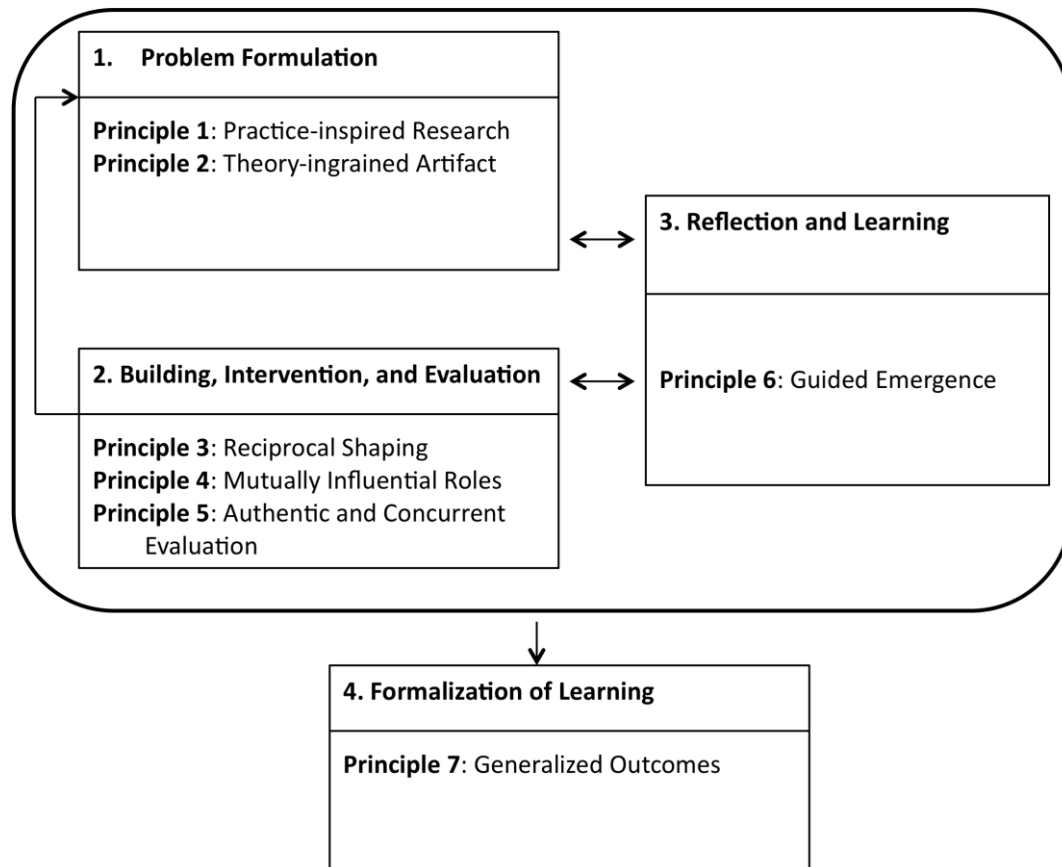 1. Problem Formulation
Principle 1: Practice-inspired Research
Principle 2: Theory-ingrained Artifact
3. Reflection and Learning
Principle 6: Guided Emergence
2. Building, Intervention, and Evaluation
Principle 3: Reciprocal Shaping
Principle 4: Mutually Influential Roles
Principle 5: Authentic and Concurrent
Evaluation
4. Formalization of Learning
Principle 7: Generalized Outcomes